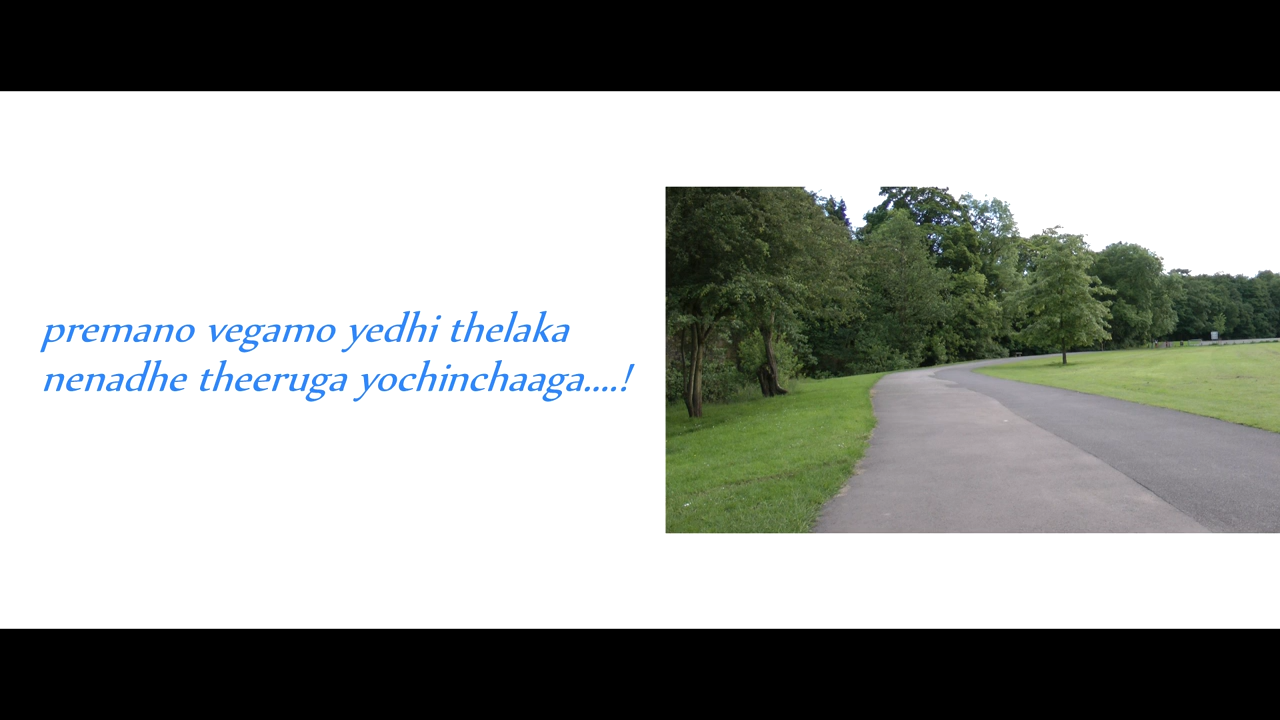 premano vegamo yedhi thelaka
nenadhe theeruga yochinchaaga....!